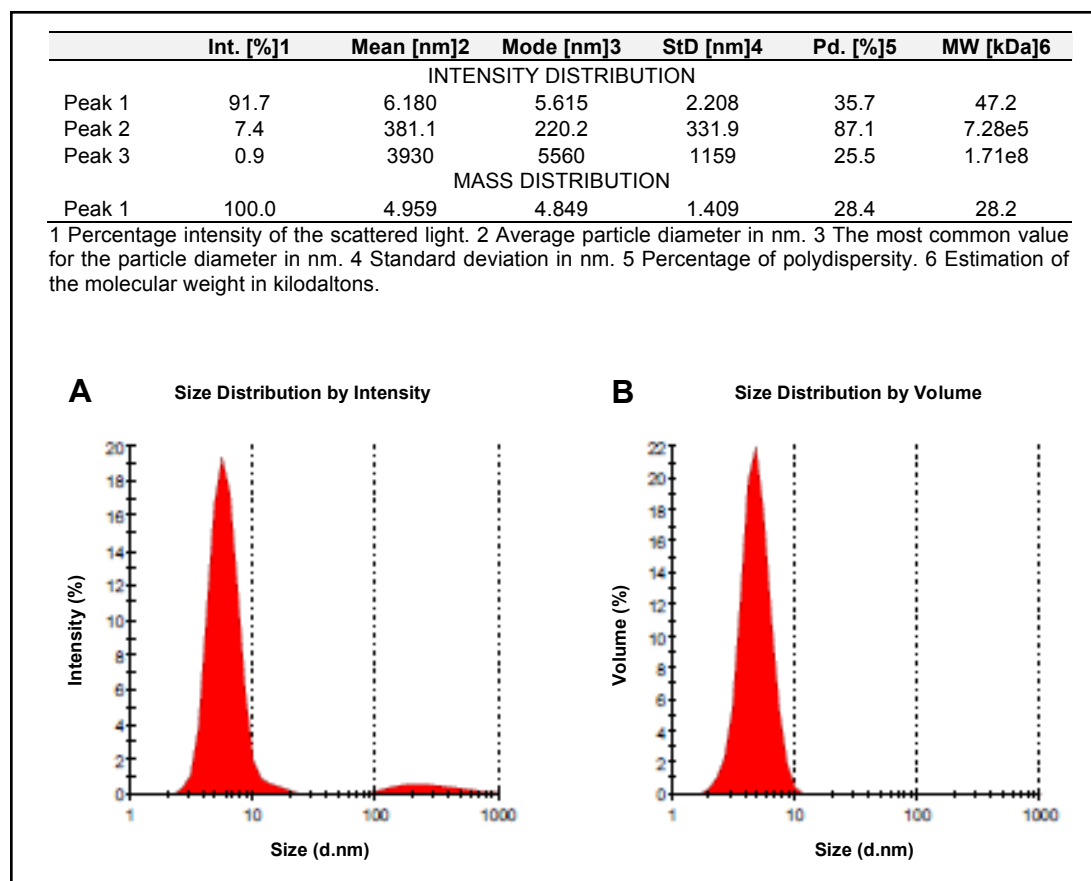 Int. [%]1 Mean [nm]2 Mode [nm]3 StD [nm]4 Pd. [%]5 MW [kDa]6
INTENSITY DISTRIBUTION
Peak 1 91.7 6.180 5.615 2.208 35.7 47.2
Peak 2 7.4 381.1 220.2 331.9 87.1 7.28e5
Peak 3 0.9 3930 5560 1159 25.5 1.71e8
MASS DISTRIBUTION
Peak 1 100.0 4.959 4.849 1.409 28.4 28.2
1 Percentage intensity of the scattered light. 2 Average particle diameter in nm. 3 The most common value
for the particle diameter in nm. 4 Standard deviation in nm. 5 Percentage of polydispersity. 6 Estimation of
the molecular weight in kilodaltons.
A Size Distribution by Intensity
20
18
16
14
12
10
8
6
4
2
0
Intensity (%)
1 10 100 1000
Size (d.nm)
B Size Distribution by Volume
22
20
18
16
14
12
10
8
6
4
2
0
Volume (%)
1 10 100 1000
Size (d.nm)